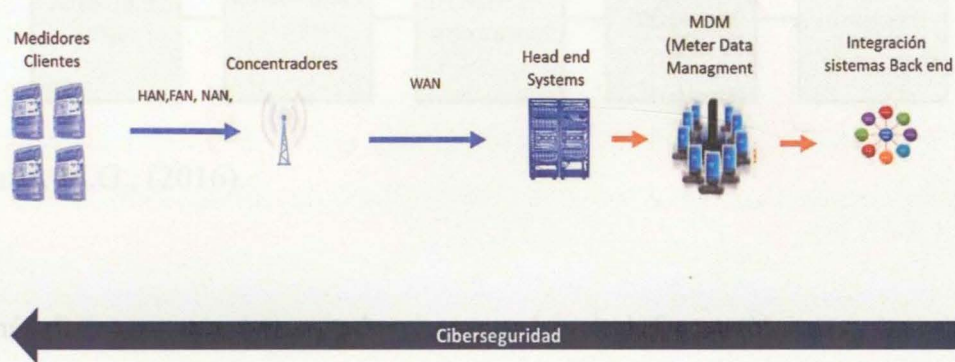 Medidores
Clientes
HAN,FAN, NAN,
Concentradores
WAN
Head end
Systems
MDM
(Meter Data
Managment
Integración
sistemas Back end
G., (2016)
Ciberseguridad